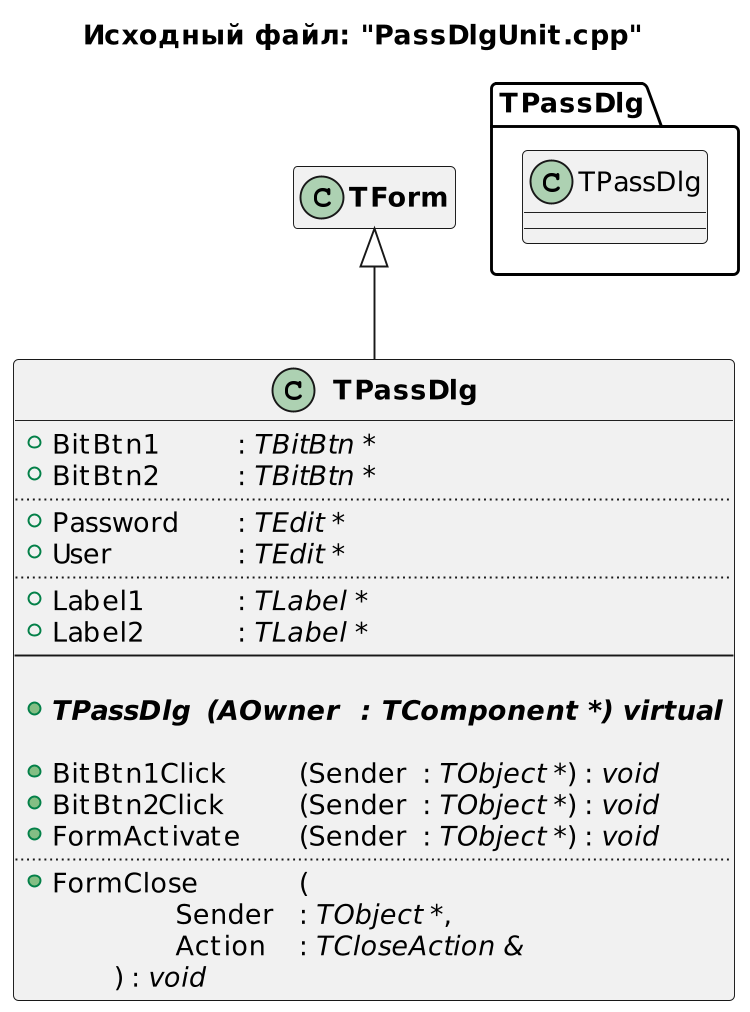 Исходный файл: "PassDlgUnit.cpp"
TPassDlg
C TPassDlg
C TForm
C TPassDlg
BitBtn1 : TBitBtn *
BitBtn2 : TBitBtn *
Password : TEdit *
User : TEdit *
Label1 : TLabel *
Label2 : TLabel *
TPassDlg (AOwner : TComponent *) virtual
BitBtn1Click (Sender : TObject *) : void
BitBtn2Click (Sender : TObject *) : void
FormActivate (Sender : TObject *) : void
FormClose (
Sender : TObject *,
Action : TCloseAction &
) : void